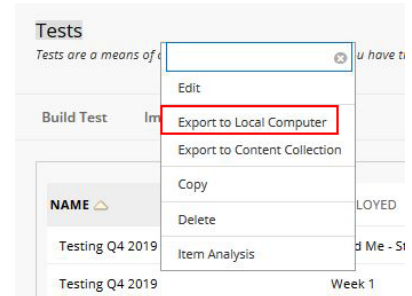 Tests
Tests are a means of
u have t
Edit
Build Test
Im
Export to Local Computer
Export to Content Collection
Copy
NAME
LOYED
Delete
Testing Q4 2019
d Me - St
Item Analysis
Testing Q4 2019
Week 1